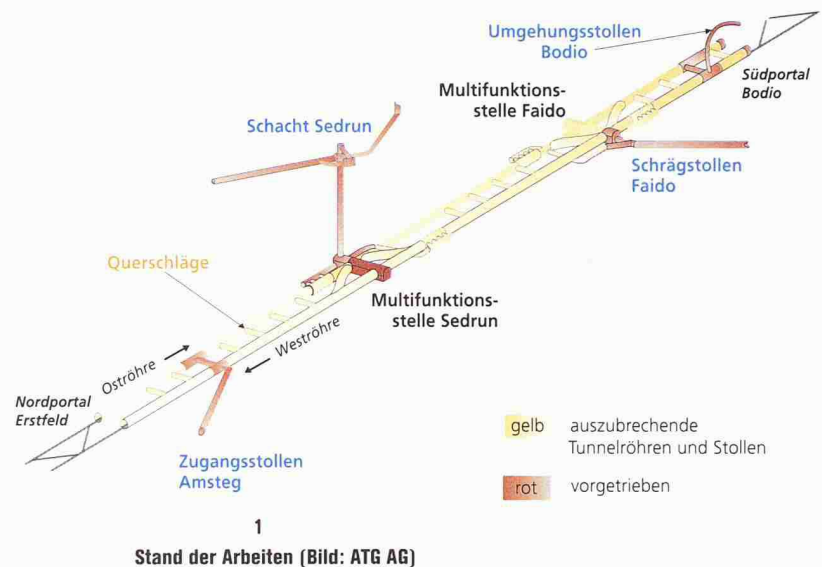 Umgehungsstollen
Bodio
Südportal
Bodio
Multifunktions-
stelle Faido
Schacht Sedrun
Schrägstollen
Faido
Querschläge
Multifunktions-
stelle Sedrun
Oströhre
Weströhre
Nordportal
Erstfeld
Zugangsstollen
Amsteg
gelb auszubrechende
Tunnelröhren und Stollen
rot vorgetrieben
1
Stand der Arbeiten (Bild: ATG AG)